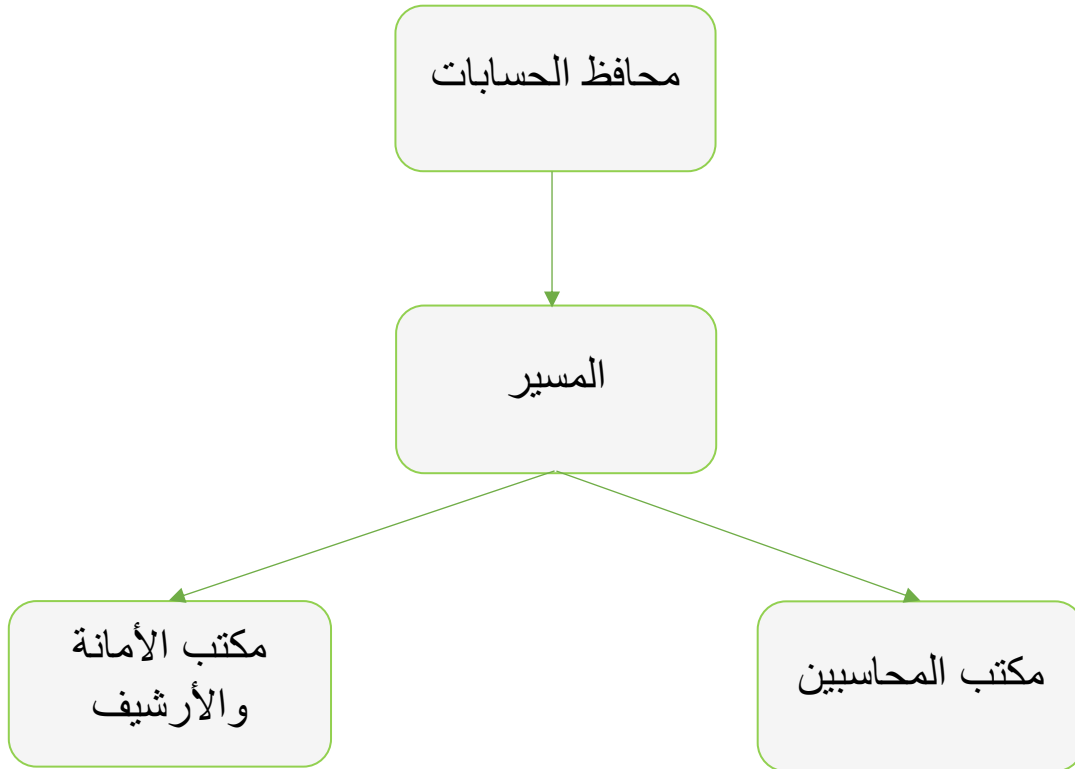 محافظ الحسابات
المسير
مكتب المحاسبين
مكتب الأمانة
والأرشيف